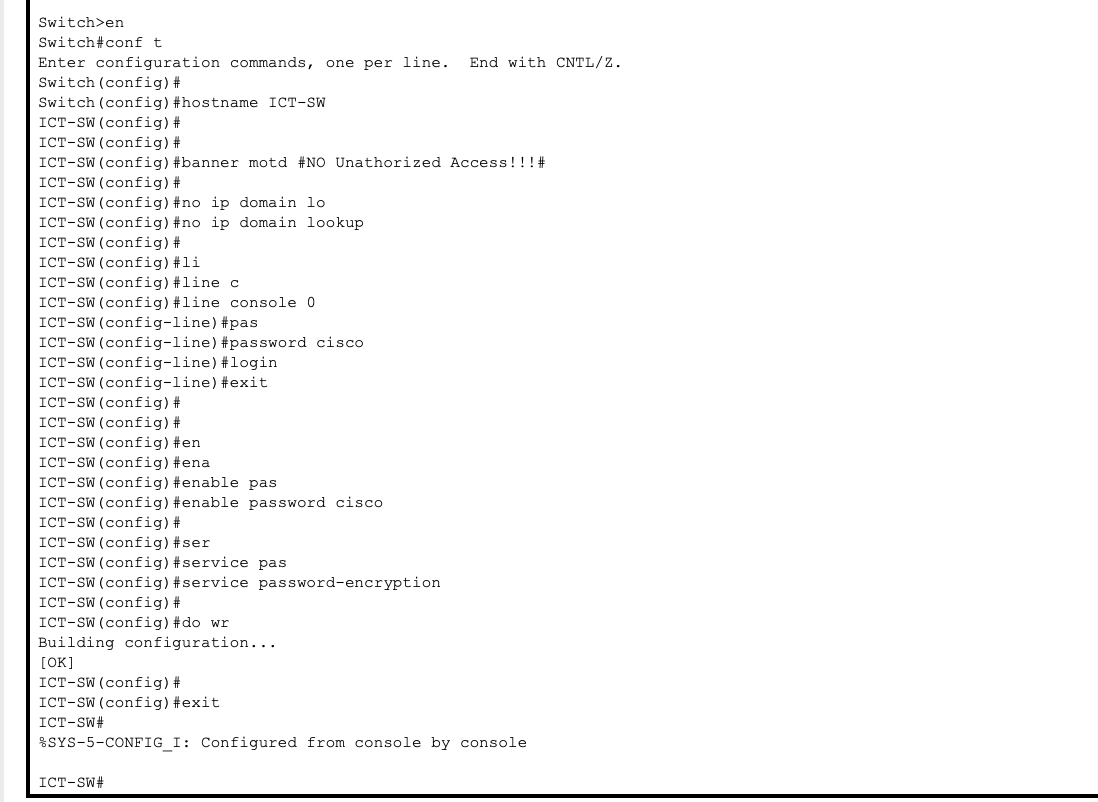 Switch>en
Switch#conf t
Enter configuration commands, one per line.  End with CNTL/Z.
Switch(config)#
Switch(config)#hostname ICT-SW
ICT-SW(config)#
ICT-SW(config)#
ICT-SW(config)#banner motd #NO Unathorized Access!!!#
ICT-SW(config)#
ICT-SW(config)#no ip domain lo
ICT-SW(config)#no ip domain lookup
ICT-SW(config)#
ICT-SW(config)#li
ICT-SW(config)#line c
ICT-SW(config)#line console 0
ICT-SW(config-line)#pas
ICT-SW(config-line)#password cisco
ICT-SW(config-line)#login
ICT-SW(config-line)#exit
ICT-SW(config)#
ICT-SW(config)#
ICT-SW(config)#en
ICT-SW(config)#ena
ICT-SW(config)#enable pas
ICT-SW(config)#enable password cisco
ICT-SW(config)#
ICT-SW(config)#ser
ICT-SW(config)#service pas
ICT-SW(config)#service password-encryption
ICT-SW(config)#
ICT-SW(config)#do wr
Building configuration...
[OK]
ICT-SW(config)#
ICT-SW(config)#exit
ICT-SW#
%SYS-5-CONFIG_I: Configured from console by console
ICT-SW#